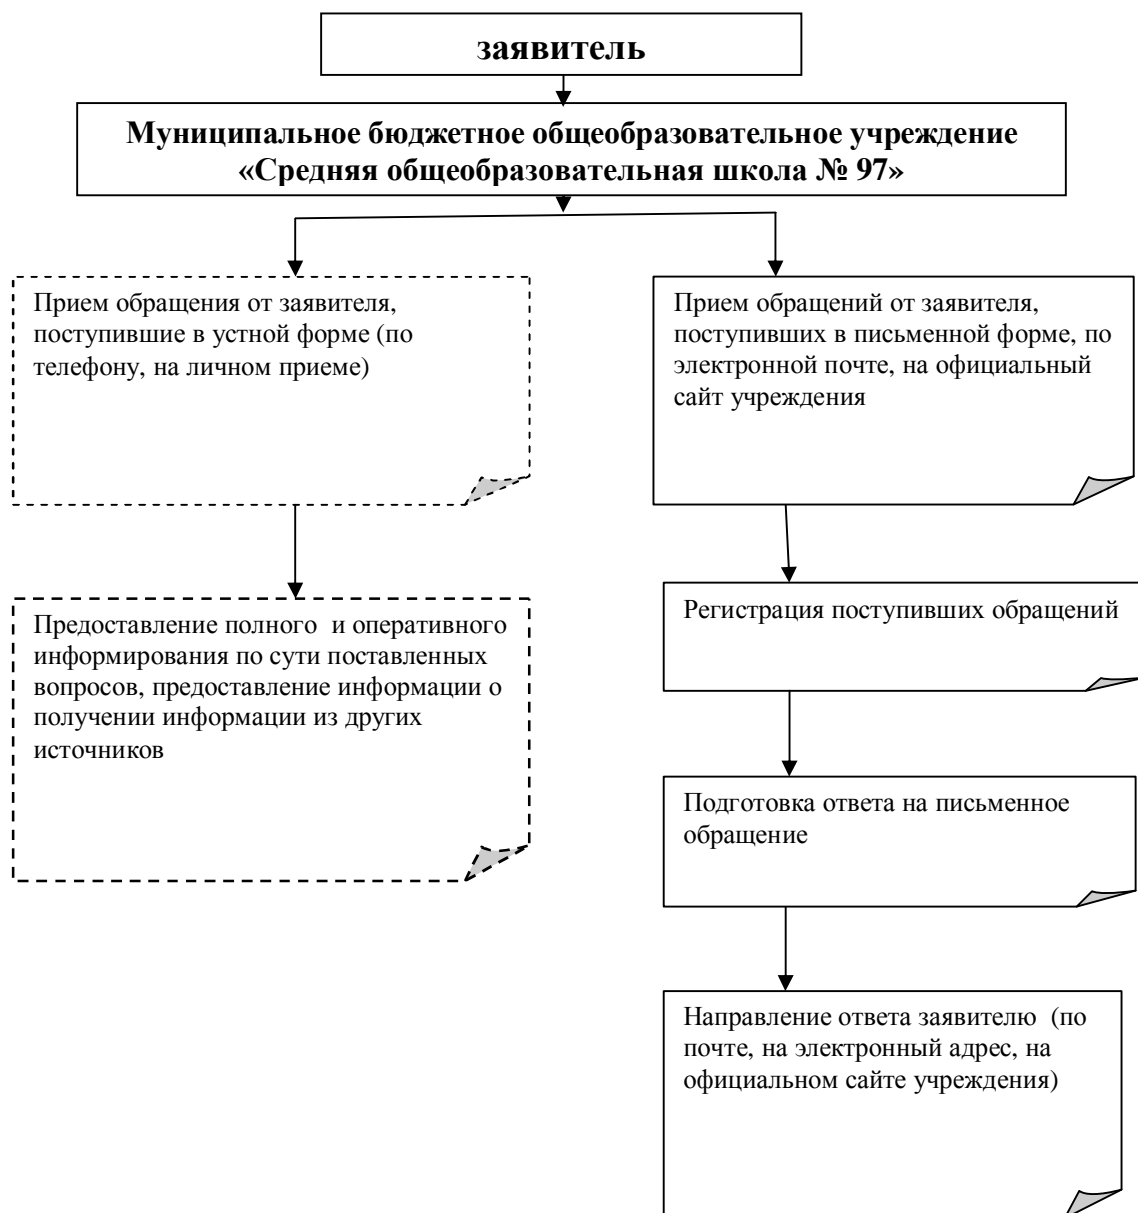 заявитель
Муниципальное бюджетное общеобразовательное учреждение
«Средняя общеобразовательная школа № 97»
Прием обращения от заявителя,
поступившие в устной форме (по
телефону, на личном приеме)
Прием обращений от заявителя,
поступивших в письменной форме, по
электронной почте, на официальный
сайт учреждения
Предоставление полного и оперативного
информирования по сути поставленных
вопросов, предоставление информации о
получении информации из других
источников
Регистрация поступивших обращений
Подготовка ответа на письменное
обращение
Направление ответа заявителю (по
почте, на электронный адрес, на
официальном сайте учреждения)